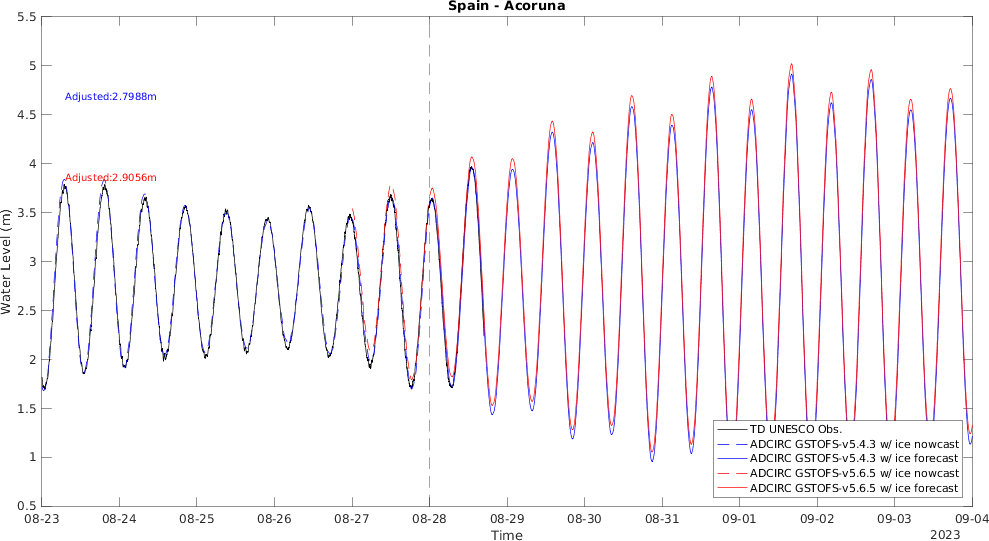 Spain - Acoruna
5.5
5
4.5
4
3.5
3
2.5
2
1.5
1
0.5
Water Level (m)
Adjusted:2.7988m
Adjusted:2.9056m
TD UNESCO Obs.
ADCIRC GSTOFS-v5.4.3 w/ ice nowcast
ADCIRC GSTOFS-v5.4.3 w/ ice forecast
ADCIRC GSTOFS-v5.6.5 w/ ice nowcast
ADCIRC GSTOFS-v5.6.5 w/ ice forecast
08-23 08-24 08-25 08-26 08-27 08-28 08-29 08-30 08-31 09-01 09-02 09-03 09-04
Time
2023